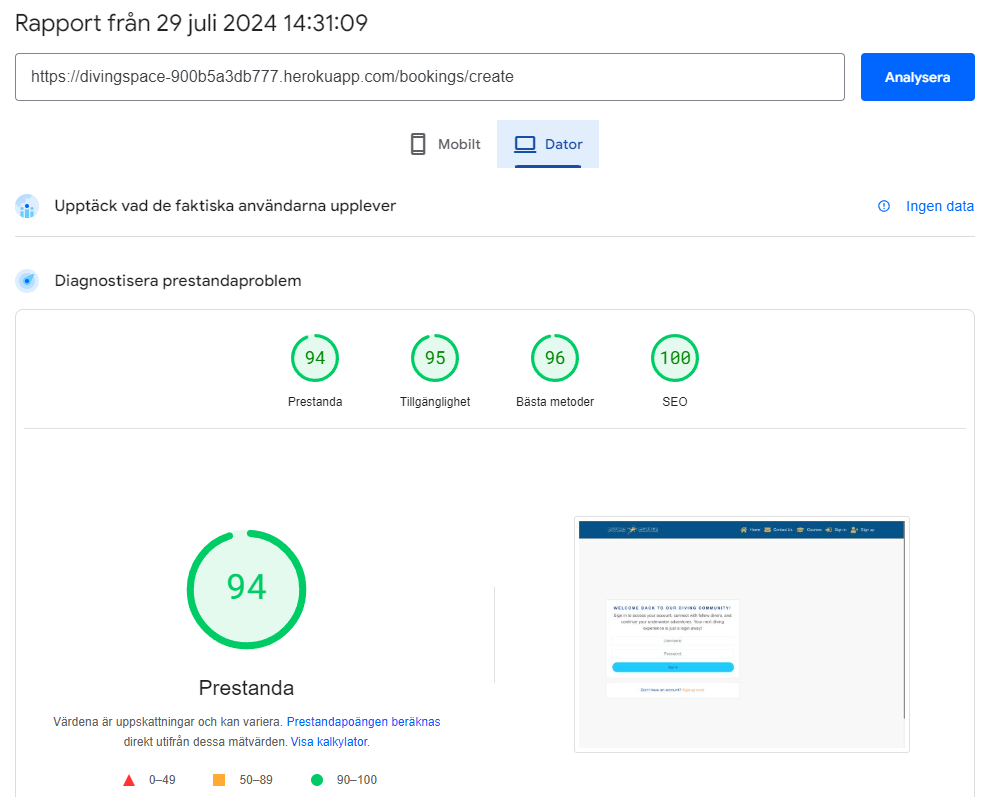 Rapport från 29 juli 2024 14:31:09
https://divingspace-900b5a3db777.herokuapp.com/bookings/create
Analysera
Mobilt
Dator
Upptäck vad de faktiska användarna upplever
Ingen data
Diagnostisera prestandaproblem
94
95
96
100
Prestanda
Tillgänglighet
Bästa metoder
SEO
94
Prestanda
Värdena är uppskattningar och kan variera. Prestandapoängen beräknas
direkt utifrån dessa mätvärden. Visa kalkylator.
0–49
50–89
90–100
Home
Contact Us
Courses
Sign in
Sign up
WELCOME BACK TO OUR DIVING COMMUNITY!
Sign in to access your account, connect with fellow divers, and
continue your underwater adventures. Your next diving
experience is just a login away!
Username
Password
Don't have an account?